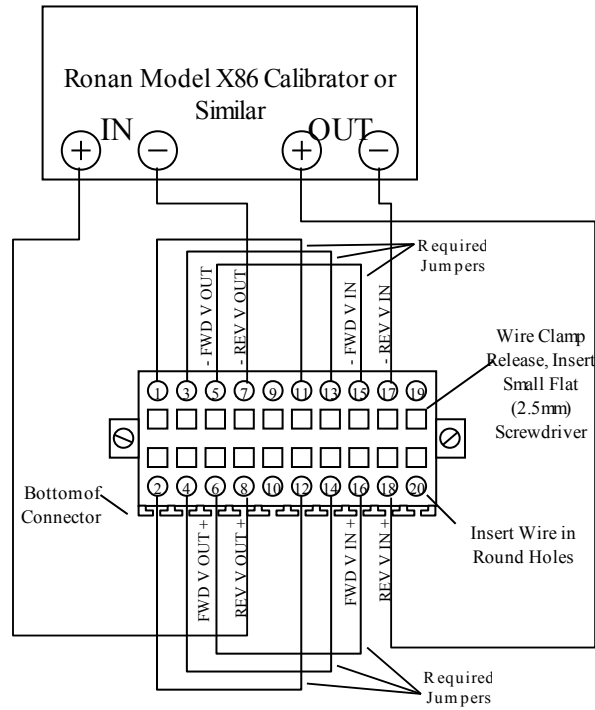 Ronan Model X86 Calibrator or
Similar
IN
OUT
+
−
+
−
Required
Jumpers
- FWD V OUT
- REV V OUT
- FWD V IN
- REV V IN
Wire Clamp
Release, Insert
Small Flat
(2.5mm)
Screwdriver
1 3 5 7 9 11 13 15 17 19
2 4 6 8 10 12 14 16 18 20
Bottom of
Connector
FWD V OUT +
REV V OUT +
FWD V IN +
REV V IN +
Insert Wire in
Round Holes
Required
Jumpers